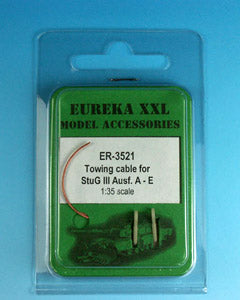 EUREKA XXL
MODEL ACCESSORIES
ER-3521
Towing cable for
StuG III Ausf. A - E
1:35 scale